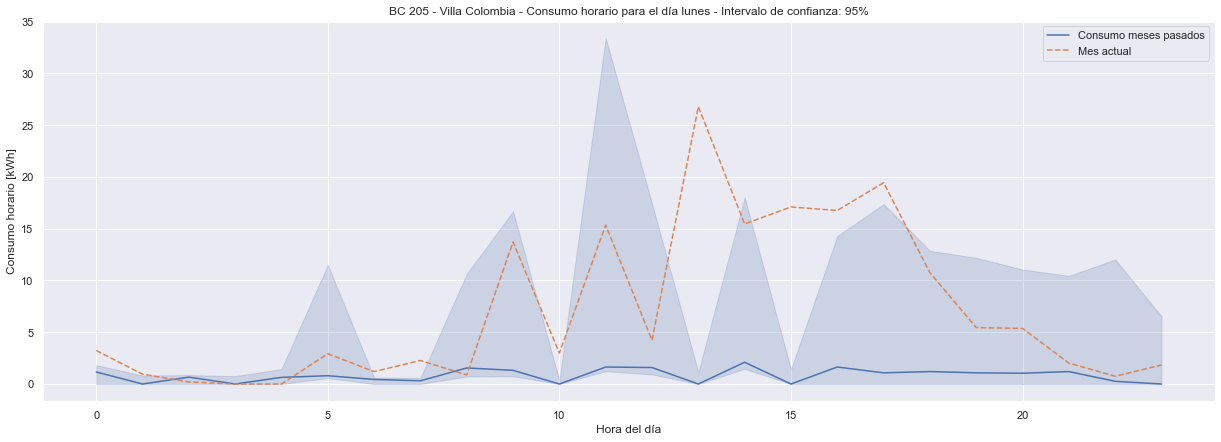 BC 205 - Villa Colombia - Consumo horario para el día lunes - Intervalo de confianza: 95%
Consumo meses pasados
Mes actual
Consumo horario [kWh]
35
30
25
20
15
10
5
0
0
5
10
15
20
Hora del día